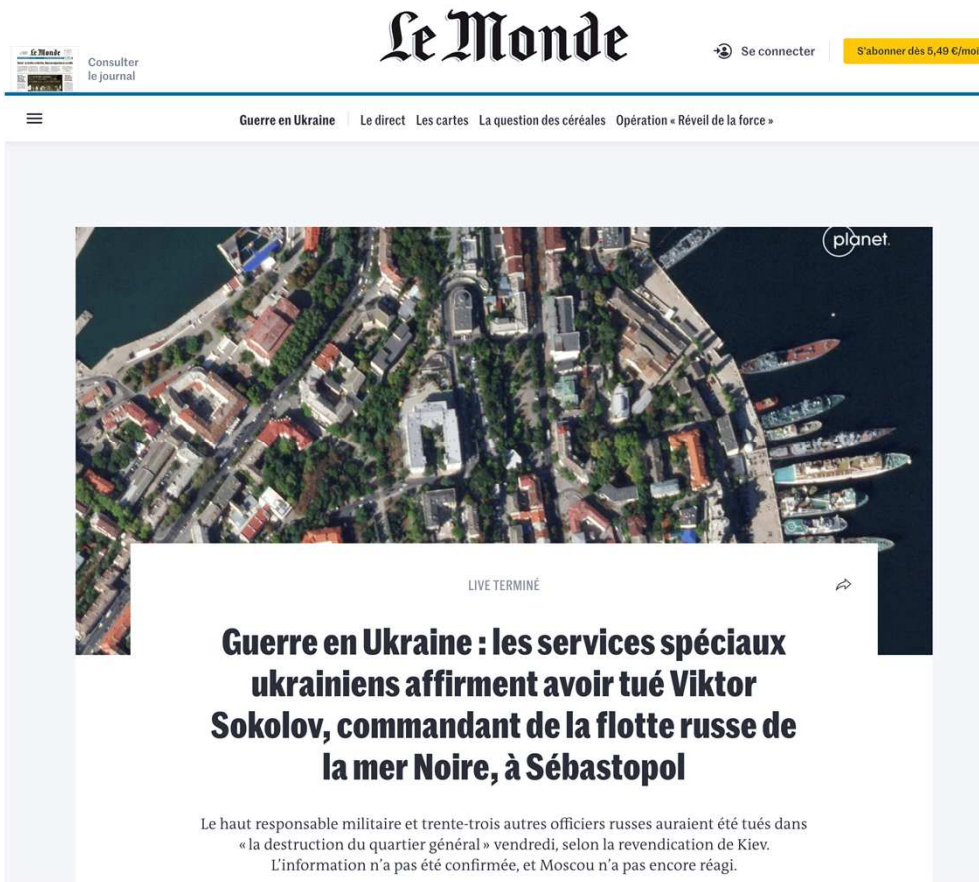 Le Monde
Le Monde
Consulter
le journal
Se connecter
S'abonner dès 5,49 €/moi
Guerre en Ukraine
Le direct
Les cartes
La question des céréales
Opération « Réveil de la force »
planet.
LIVE TERMINÉ
Guerre en Ukraine : les services spéciaux
ukrainiens affirment avoir tué Viktor
Sokolov, commandant de la flotte russe de
la mer Noire, à Sébastopol
Le haut responsable militaire et trente-trois autres officiers russes auraient été tués dans
« la destruction du quartier général » vendredi, selon la revendication de Kiev.
L'information n'a pas été confirmée, et Moscou n'a pas encore réagi.